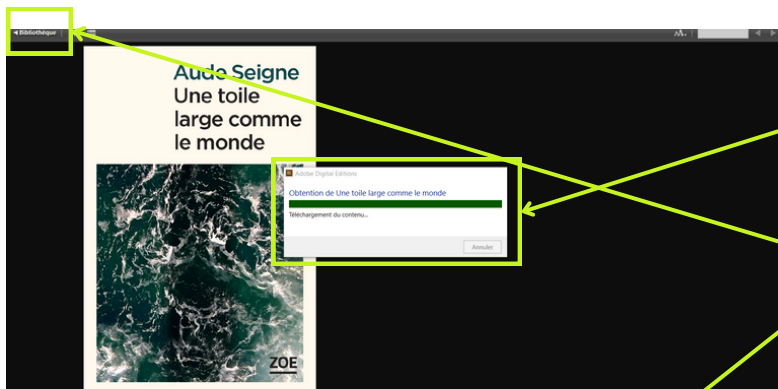 ◄ Bibliothèque
Aude Seigne
Une toile
large comme
le monde
Adobe Digital Editions
Obtention de Une toile large comme le monde
Téléchargement du contenu...
Annuler
ZOE